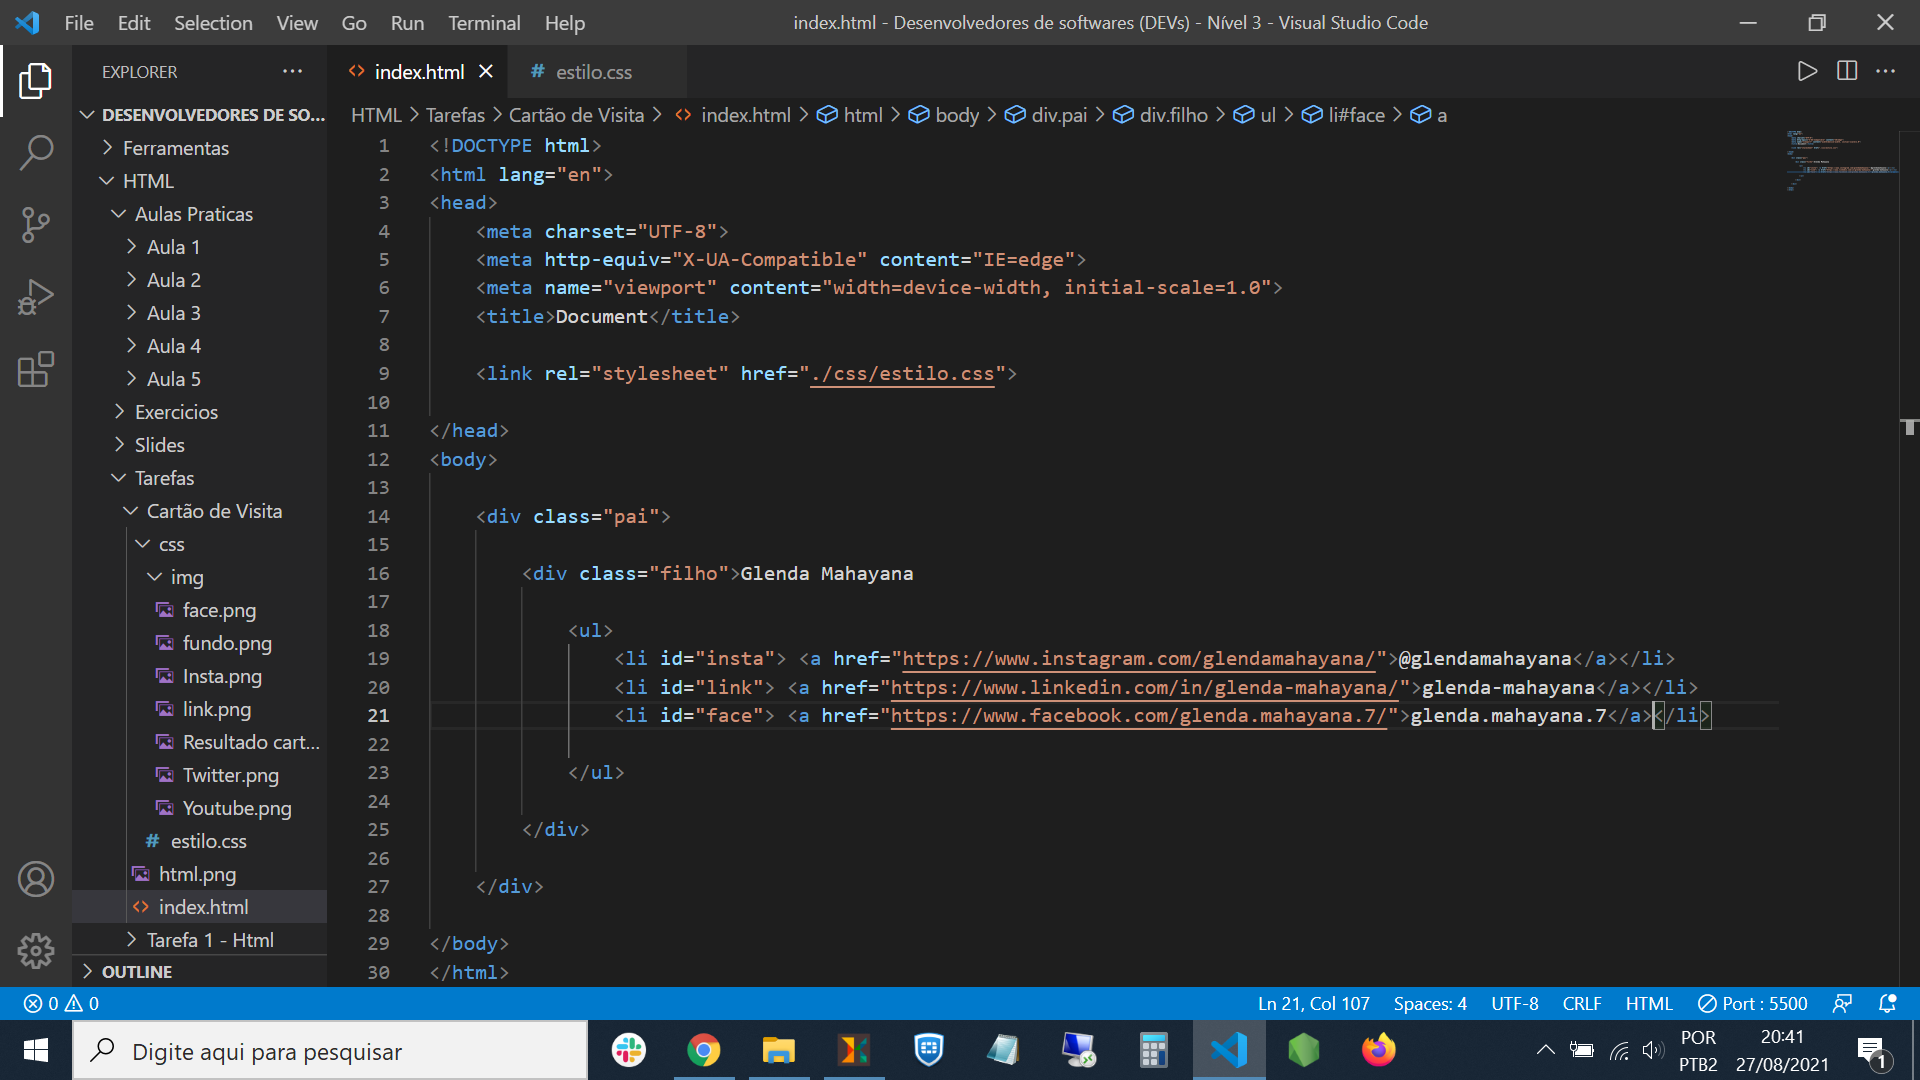 File Edit Selection View Go Run Terminal Help
index.html - Desenvolvedores de softwares (DEVs) - Nível 3 - Visual Studio Code
EXPLORER
DESENVOLVEDORES DE SO...
Ferramentas
HTML
Aulas Praticas
Aula 1
Aula 2
Aula 3
Aula 4
Aula 5
Exercicios
Slides
Tarefas
Cartão de Visita
css
img
face.png
fundo.png
Insta.png
link.png
Resultado cart...
Twitter.png
Youtube.png
# estilo.css
html.png
<> index.html
Tarefa 1 - Html
OUTLINE
<> index.html
# estilo.css
HTML > Tarefas > Cartão de Visita > <> index.html > html > body > div.pai > div.filho > ul > li#face > a
1 <!DOCTYPE html>
2 <html lang="en">
3 <head>
4 <meta charset="UTF-8">
5 <meta http-equiv="X-UA-Compatible" content="IE=edge">
6 <meta name="viewport" content="width=device-width, initial-scale=1.0">
7 <title>Document</title>
8
9 <link rel="stylesheet" href="./css/estilo.css">
10
11 </head>
12 <body>
13
14 <div class="pai">
15
16 <div class="filho">Glenda Mahayana
17
18 <ul>
19 <li id="insta"> <a href="https://www.instagram.com/glendamahayana/">@glendamahayana</a></li>
20 <li id="link"> <a href="https://www.linkedin.com/in/glenda-mahayana/">glenda-mahayana</a></li>
21 <li id="face"> <a href="https://www.facebook.com/glenda.mahayana.7/">glenda.mahayana.7</a></li>
22
23 </ul>
24
25 </div>
26
27 </div>
28
29 </body>
30 </html>
0 0
Ln 21, Col 107 Spaces: 4 UTF-8 CRLF HTML Port : 5500
Digite aqui para pesquisar
POR
PTB2
20:41
27/08/2021
1